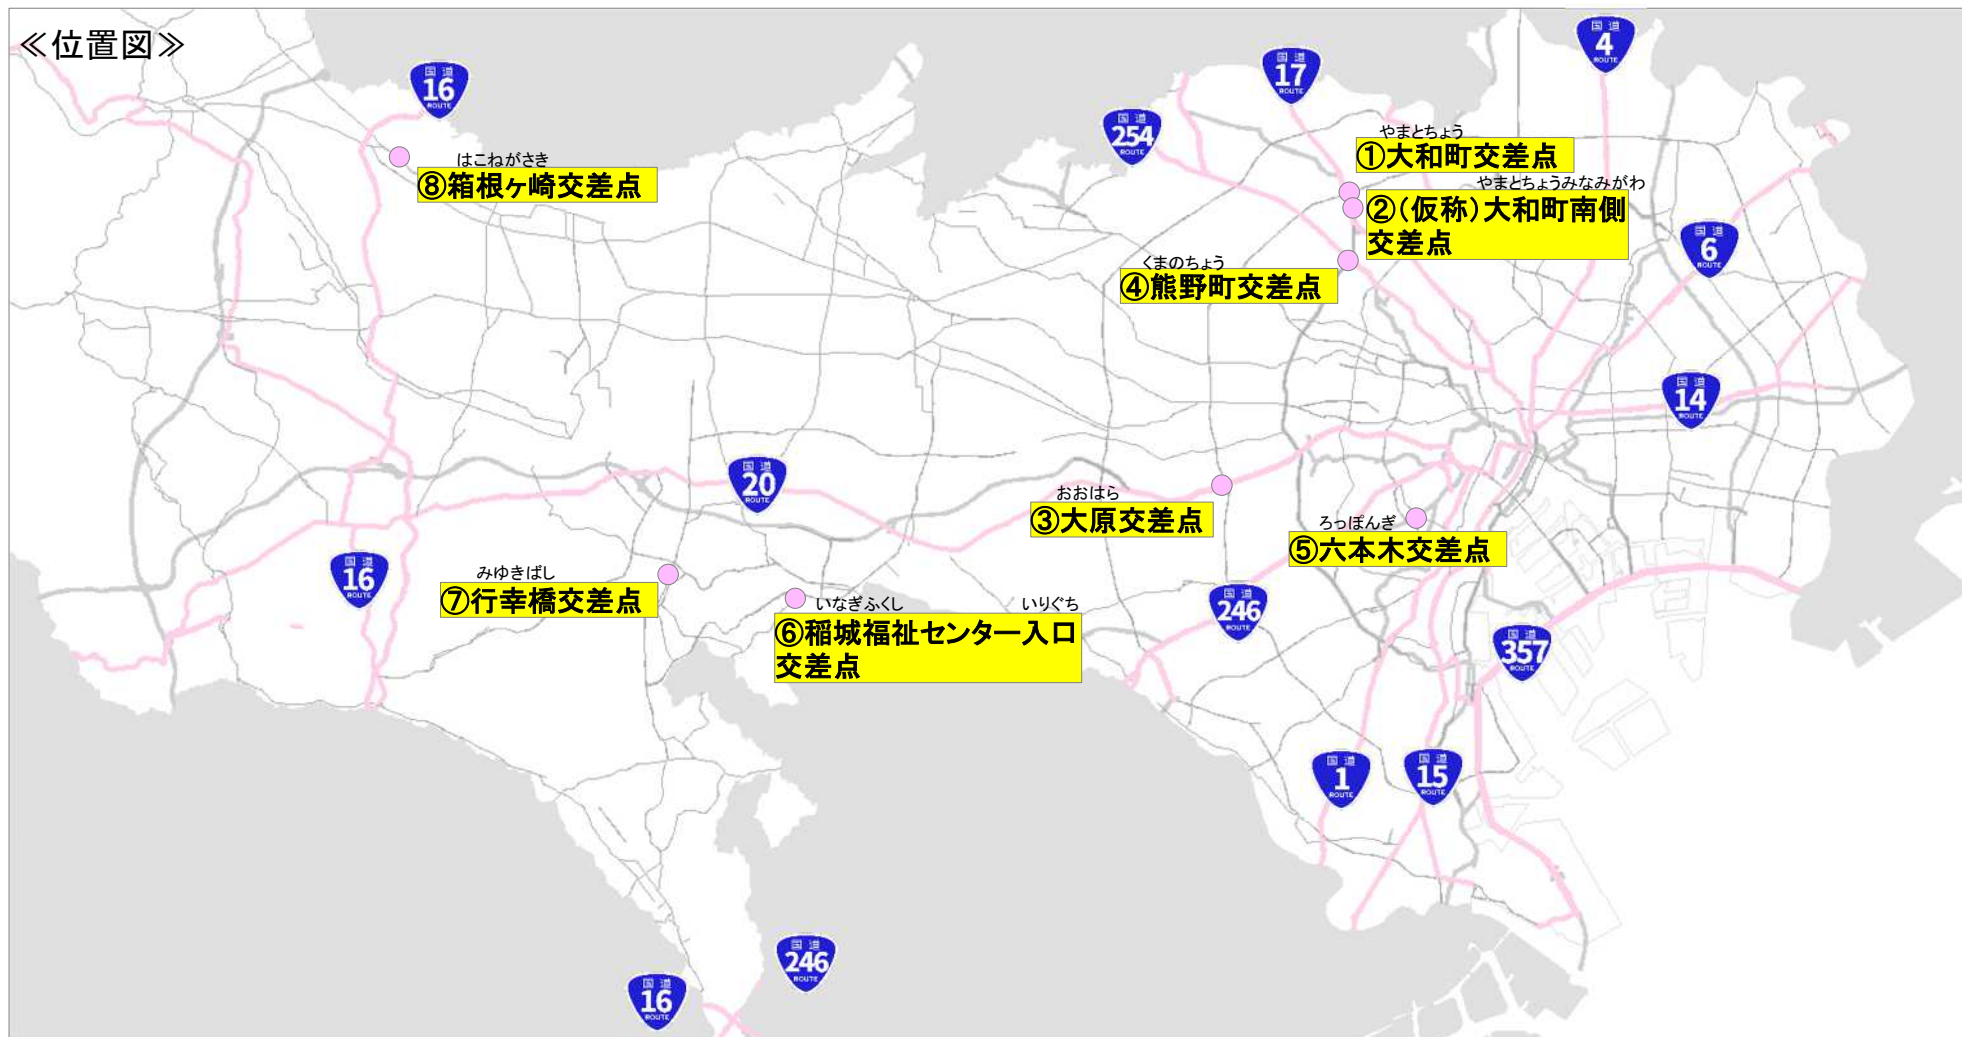 ≪位置図≫
国道
4
ROUTE
国道
16
ROUTE
国道
17
ROUTE
国道
254
ROUTE
やまとちょう
①大和町交差点
はこねがさき
⑧箱根ヶ崎交差点
やまとちょうみなみがわ
②(仮称)大和町南側
交差点
国道
6
ROUTE
くまのちょう
④熊野町交差点
国道
14
ROUTE
国道
20
ROUTE
おおはら
③大原交差点
ろっぽんぎ
⑤六本木交差点
国道
16
ROUTE
みゆきばし
⑦行幸橋交差点
いなぎふくし いりぐち
⑥稲城福祉センター入口
交差点
国道
246
ROUTE
国道
357
ROUTE
国道
1
ROUTE
国道
15
ROUTE
国道
246
ROUTE
国道
16
ROUTE